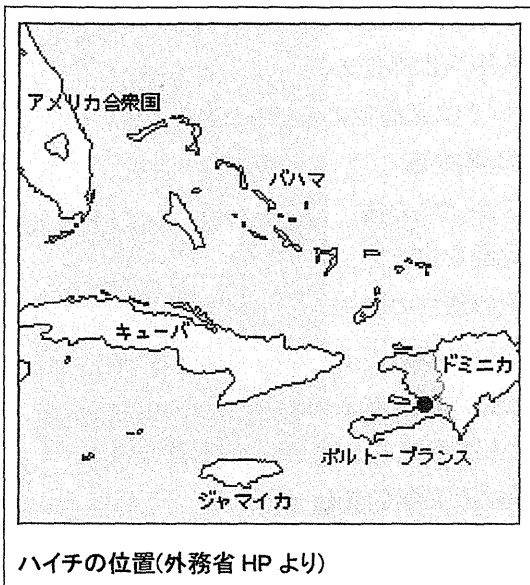 アメリカ合衆国
バハマ
キューバ
ドミニカ
ポルトープランス
ジャマイカ
ハイチの位置(外務省 HP より)